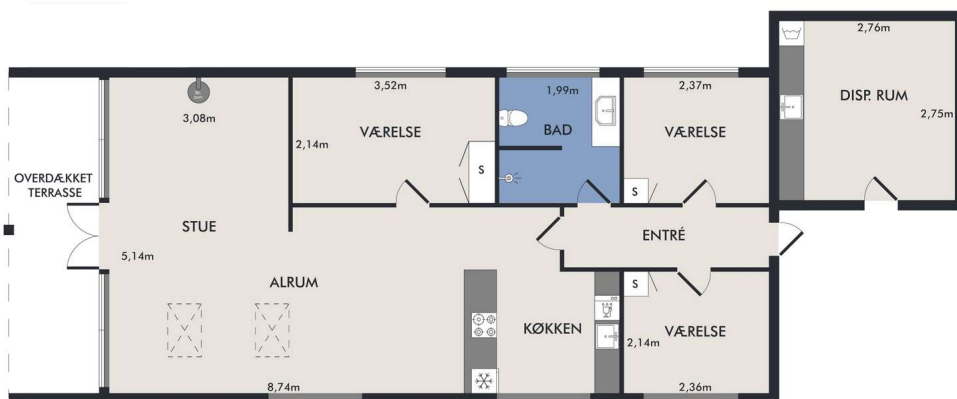 2,76m
DISP. RUM
2,75m
3,08m
3,52m
VÆRELSE
2,14m
S
1,99m
BAD
2,37m
VÆRELSE
S
OVERDÆKKET
TERRASSE
STUE
5,14m
ALRUM
8,74m
KØKKEN
ENTRÉ
S
VÆRELSE
2,14m
2,36m